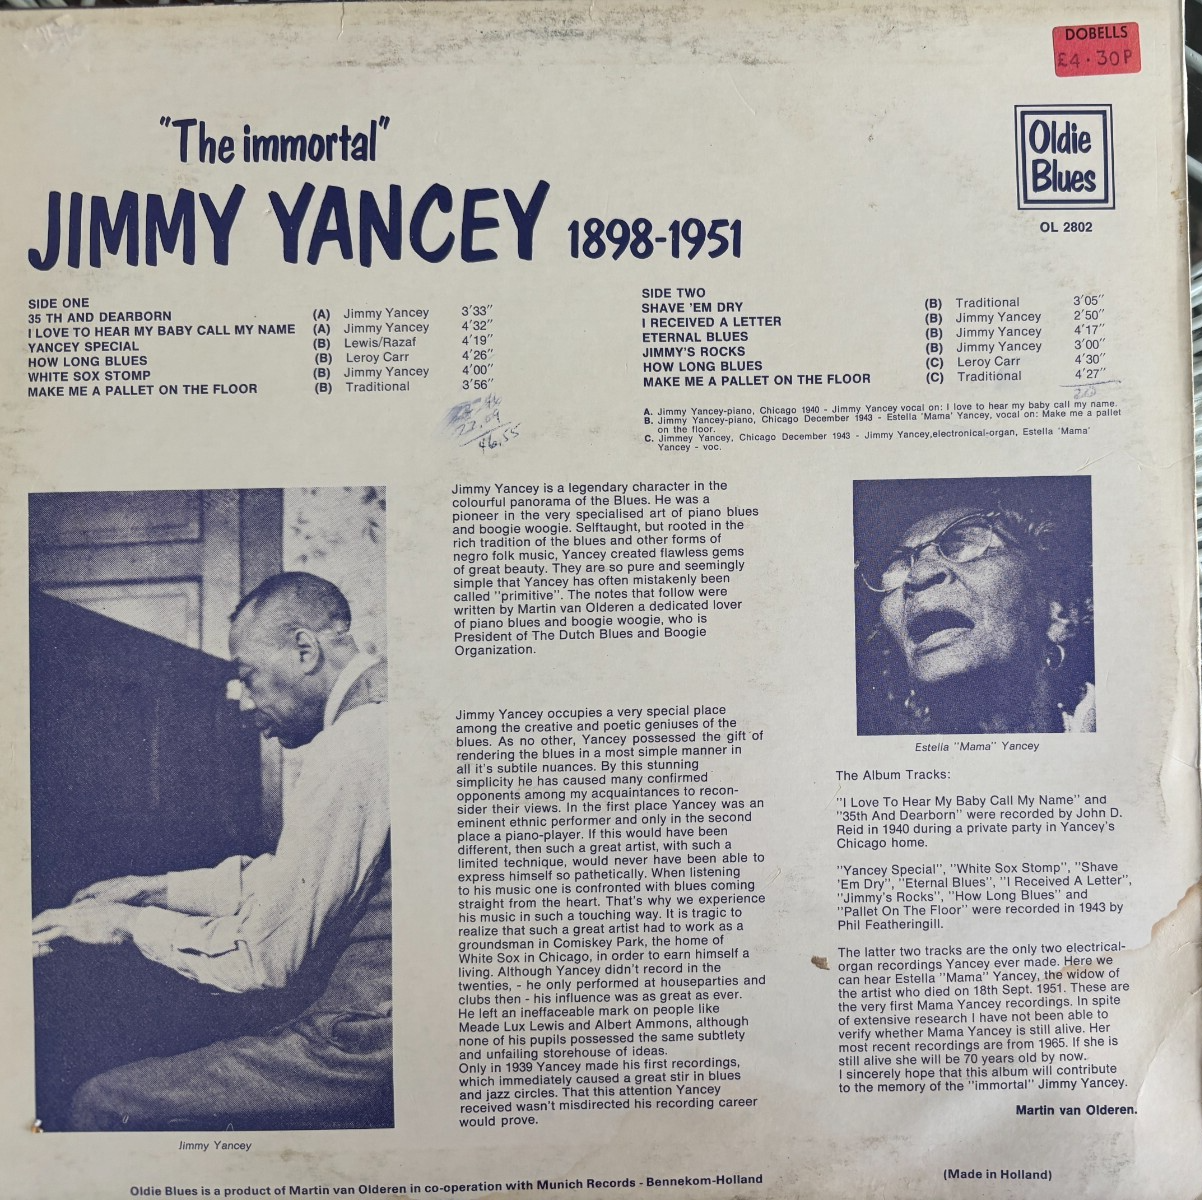 DOBELLS
£4.30P
"The immortal"
JIMMY YANCEY 1898-1951
Oldie
Blues
OL 2802
SIDE ONE
35 TH AND DEARBORN (A) Jimmy Yancey 3'33''
I LOVE TO HEAR MY BABY CALL MY NAME (A) Jimmy Yancey 4'32''
YANCEY SPECIAL (B) Lewis/Razaf 4'19''
HOW LONG BLUES (B) Leroy Carr 4'26''
WHITE SOX STOMP (B) Jimmy Yancey 4'00''
MAKE ME A PALLET ON THE FLOOR (B) Traditional 3'56''
23.09
46.55
SIDE TWO
SHAVE 'EM DRY (B) Traditional 3'05''
I RECEIVED A LETTER (B) Jimmy Yancey 2'50''
ETERNAL BLUES (B) Jimmy Yancey 4'17''
JIMMY'S ROCKS (B) Jimmy Yancey 3'00''
HOW LONG BLUES (C) Leroy Carr 4'30''
MAKE ME A PALLET ON THE FLOOR (C) Traditional 4'27''
A. Jimmy Yancey-piano, Chicago 1940 - Jimmy Yancey vocal on: I love to hear my baby call my name.
B. Jimmy Yancey-piano, Chicago December 1943 - Estella 'Mama' Yancey, vocal on: Make me a pallet
on the floor.
C. Jimmey Yancey, Chicago December 1943 - Jimmy Yancey,electronical-organ, Estella 'Mama'
Yancey - voc.
Jimmy Yancey is a legendary character in the
colourful panorama of the Blues. He was a
pioneer in the very specialised art of piano blues
and boogie woogie. Selftaught, but rooted in the
rich tradition of the blues and other forms of
negro folk music, Yancey created flawless gems
of great beauty. They are so pure and seemingly
simple that Yancey has often mistakenly been
called ''primitive''. The notes that follow were
written by Martin van Olderen a dedicated lover
of piano blues and boogie woogie, who is
President of The Dutch Blues and Boogie
Organization.
Jimmy Yancey occupies a very special place
among the creative and poetic geniuses of the
blues. As no other, Yancey possessed the gift of
rendering the blues in a most simple manner in
all it's subtile nuances. By this stunning
simplicity he has caused many confirmed
opponents among my acquaintances to recon-
sider their views. In the first place Yancey was an
eminent ethnic performer and only in the second
place a piano-player. If this would have been
different, then such a great artist, with such a
limited technique, would never have been able to
express himself so pathetically. When listening
to his music one is confronted with blues coming
straight from the heart. That's why we experience
his music in such a touching way. It is tragic to
realize that such a great artist had to work as a
groundsman in Comiskey Park, the home of
White Sox in Chicago, in order to earn himself a
living. Although Yancey didn't record in the
twenties, - he only performed at houseparties and
clubs then - his influence was as great as ever.
He left an ineffaceable mark on people like
Meade Lux Lewis and Albert Ammons, although
none of his pupils possessed the same subtlety
and unfailing storehouse of ideas.
Only in 1939 Yancey made his first recordings,
which immediately caused a great stir in blues
and jazz circles. That this attention Yancey
received wasn't misdirected his recording career
would prove.
Jimmy Yancey
Estella ''Mama'' Yancey
The Album Tracks:
''I Love To Hear My Baby Call My Name'' and
''35th And Dearborn'' were recorded by John D.
Reid in 1940 during a private party in Yancey's
Chicago home.
''Yancey Special'', ''White Sox Stomp'', ''Shave
'Em Dry'', ''Eternal Blues'', ''I Received A Letter'',
''Jimmy's Rocks'', ''How Long Blues'' and
''Pallet On The Floor'' were recorded in 1943 by
Phil Featheringill.
The latter two tracks are the only two electrical-
organ recordings Yancey ever made. Here we
can hear Estella ''Mama'' Yancey, the widow of
the artist who died on 18th Sept. 1951. These are
the very first Mama Yancey recordings. In spite
of extensive research I have not been able to
verify whether Mama Yancey is still alive. Her
most recent recordings are from 1965. If she is
still alive she will be 70 years old by now.
I sincerely hope that this album will contribute
to the memory of the ''immortal'' Jimmy Yancey.
Martin van Olderen.
Oldie Blues is a product of Martin van Olderen in co-operation with Munich Records - Bennekom-Holland
(Made in Holland)